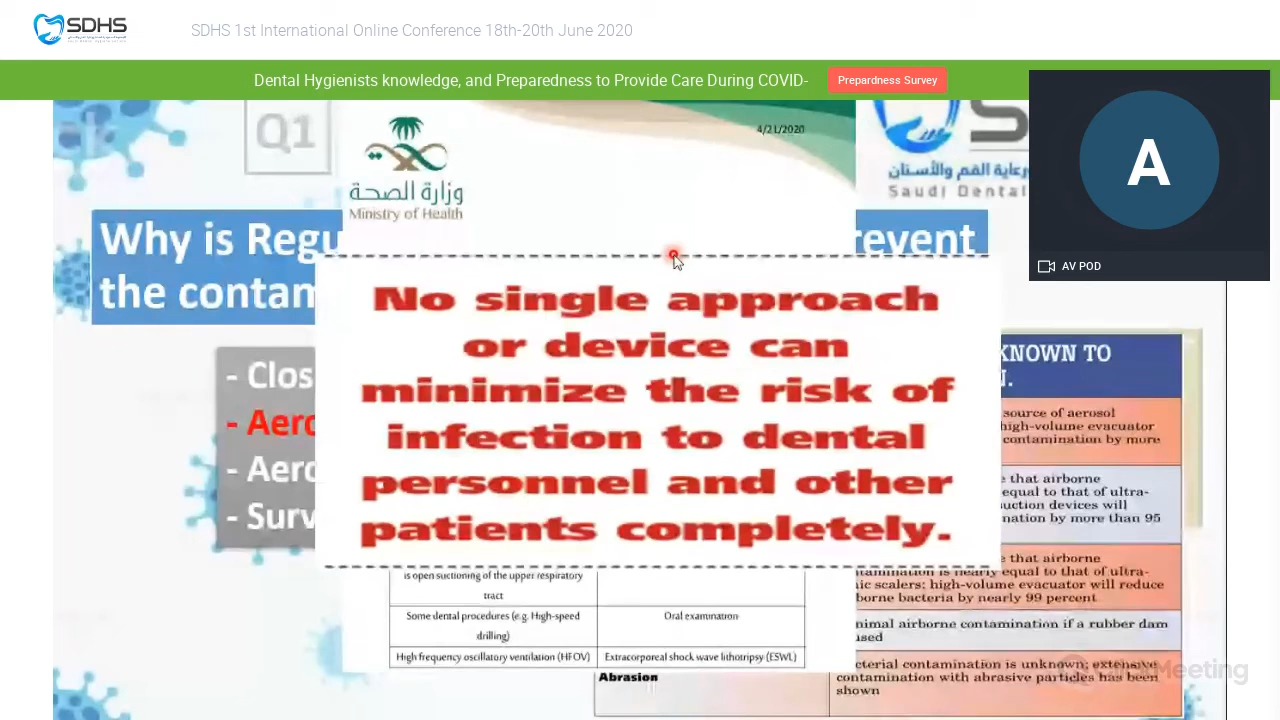 SDHS
SDHS 1st International Online Conference 18th-20th June 2020
Dental Hygienists knowledge, and Preparedness to Provide Care During COVID-
Prepardness Survey
Q1
4/21/2020
وزارة الصحة
Ministry of Health
رعاية الفم والأسنان
Saudi Dental
A
AV POD
Why is Regu
revent
the contam
- Clos
- Aero
- Aero
- Surv
No single approach
or device can
minimize the risk of
infection to dental
personnel and other
patients completely.
KNOWN TO
N.
source of aerosol
high-volume evacuator
contamination by more
e that airborne
equal to that of ultra-
uction devices will
nation by more than 95
e that airborne
ntamination is nearly equal to that of ultra-
nic scalers; high-volume evacuator will reduce
borne bacteria by nearly 99 percent
nimal airborne contamination if a rubber dam
used
cterial contamination is unknown; extensive
contamination with abrasive particles has been
shown
is open suctioning of the upper respiratory
tract
Some dental procedures (e.g. High-speed
drilling)
Oral examination
High frequency oscillatory ventilation (HFOV)
Extracorporeal shock wave lithotripsy (ESWL)
Abrasion
Meeting